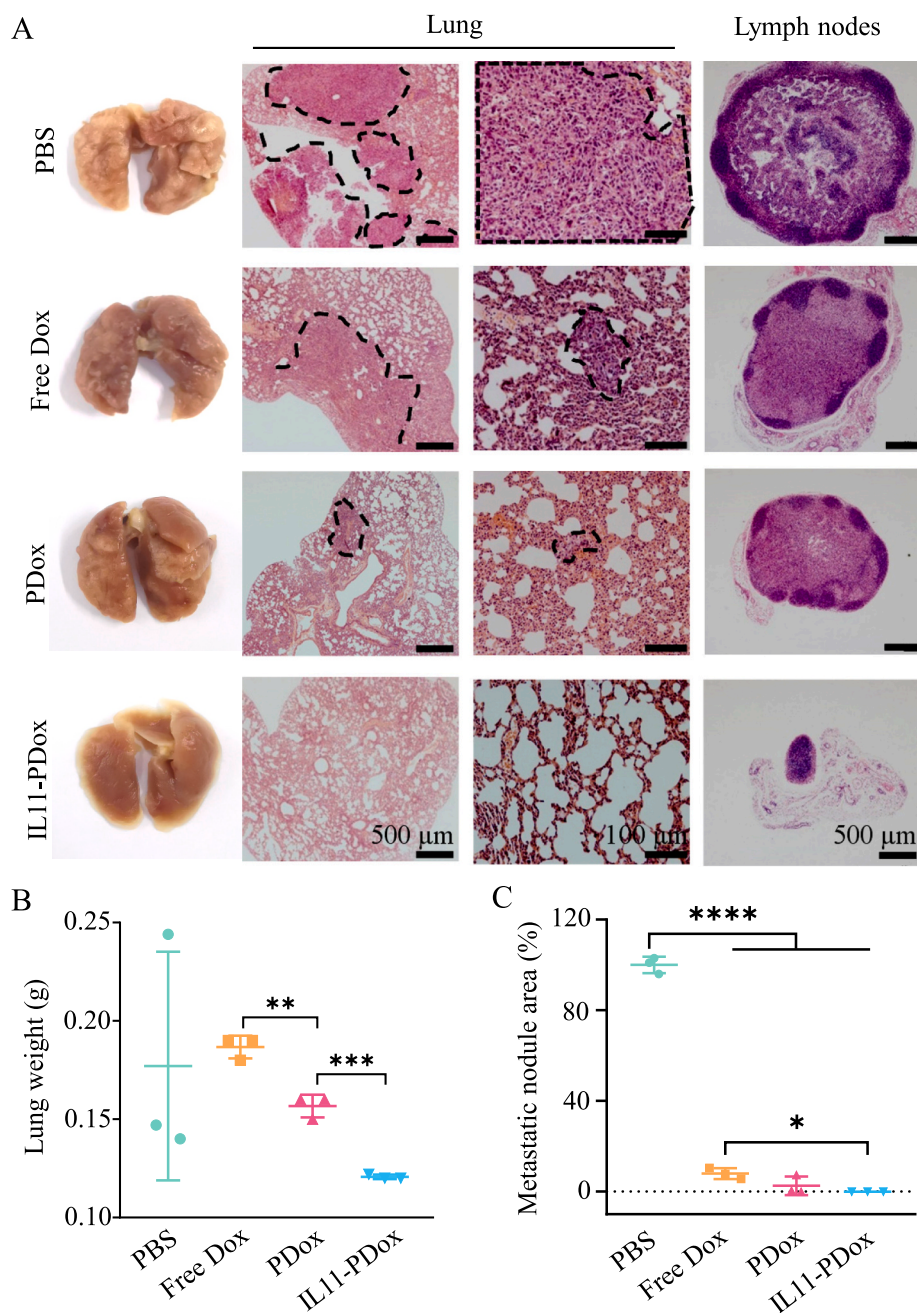 A
Lung
Lymph nodes
PBS
Free Dox
PDox
IL11-PDox
500 μm
100 μm
500 μm
B
Lung weight (g)
0.25
0.20
0.15
0.10
**
***
PBS
Free Dox
PDox
IL11-PDox
C
Metastatic nodule area (%)
120
80
40
0
****
*
PBS
Free Dox
PDox
IL11-PDox